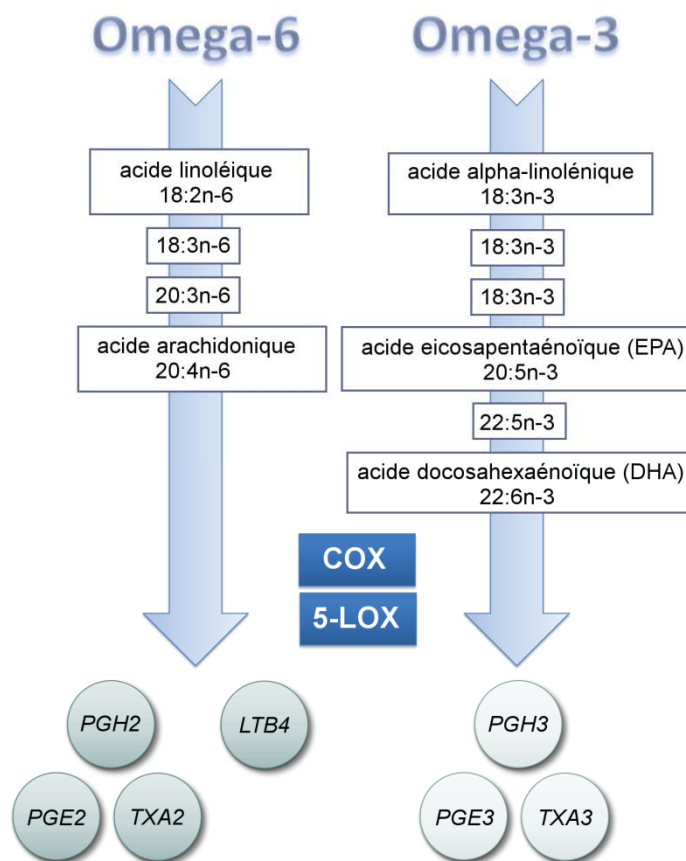 Omega-6
Omega-3
acide linoléique
18:2n-6
18:3n-6
20:3n-6
acide arachidonique
20:4n-6
acide alpha-linolénique
18:3n-3
18:3n-3
18:3n-3
acide eicosapentaénoïque (EPA)
20:5n-3
22:5n-3
acide docosahexaénoïque (DHA)
22:6n-3
COX
5-LOX
PGH2
LTB4
PGE2
TXA2
PGH3
PGE3
TXA3